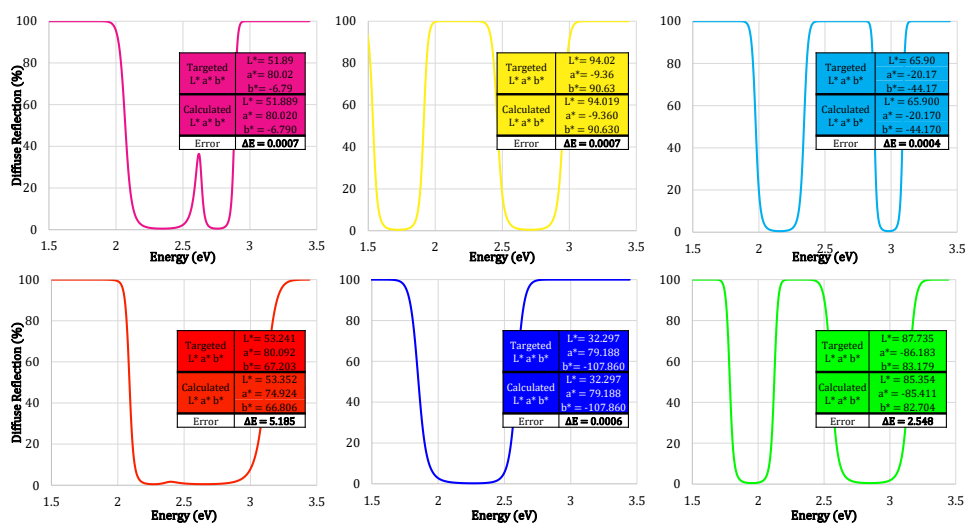 Diffuse Reflection (%)
100
80
60
40
20
0
1.5 2 2.5 3 3.5
Energy (eV)
Targeted
L* a* b*
L*= 51.89
a*= 80.02
b*= -6.79
Calculated
L* a* b*
L*= 51.889
a*= 80.020
b*= -6.790
Error ΔE = 0.0007
100
80
60
40
20
0
1.5 2 2.5 3 3.5
Energy (eV)
Targeted
L* a* b*
L*= 94.02
a*= -9.36
b*= 90.63
Calculated
L* a* b*
L*= 94.019
a*= -9.360
b*= 90.630
Error ΔE = 0.0007
100
80
60
40
20
0
1.5 2 2.5 3 3.5
Energy (eV)
Targeted
L* a* b*
L*= 65.90
a*= -20.17
b*= -44.17
Calculated
L* a* b*
L*= 65.900
a*= -20.170
b*= -44.170
Error ΔE = 0.0004
Diffuse Reflection (%)
100
80
60
40
20
0
1.5 2 2.5 3 3.5
Energy (eV)
Targeted
L* a* b*
L*= 53.241
a*= 80.092
b*= 67.203
Calculated
L* a* b*
L*= 53.352
a*= 74.924
b*= 66.806
Error ΔE = 5.185
100
80
60
40
20
0
1.5 2 2.5 3 3.5
Energy (eV)
Targeted
L* a* b*
L*= 32.297
a*= 79.188
b*= -107.860
Calculated
L* a* b*
L*= 32.297
a*= 79.188
b*= -107.860
Error ΔE = 0.0006
100
80
60
40
20
0
1.5 2 2.5 3 3.5
Energy (eV)
Targeted
L* a* b*
L*= 87.735
a*= -86.183
b*= 83.179
Calculated
L* a* b*
L*= 85.354
a*= -85.411
b*= 82.704
Error ΔE = 2.548